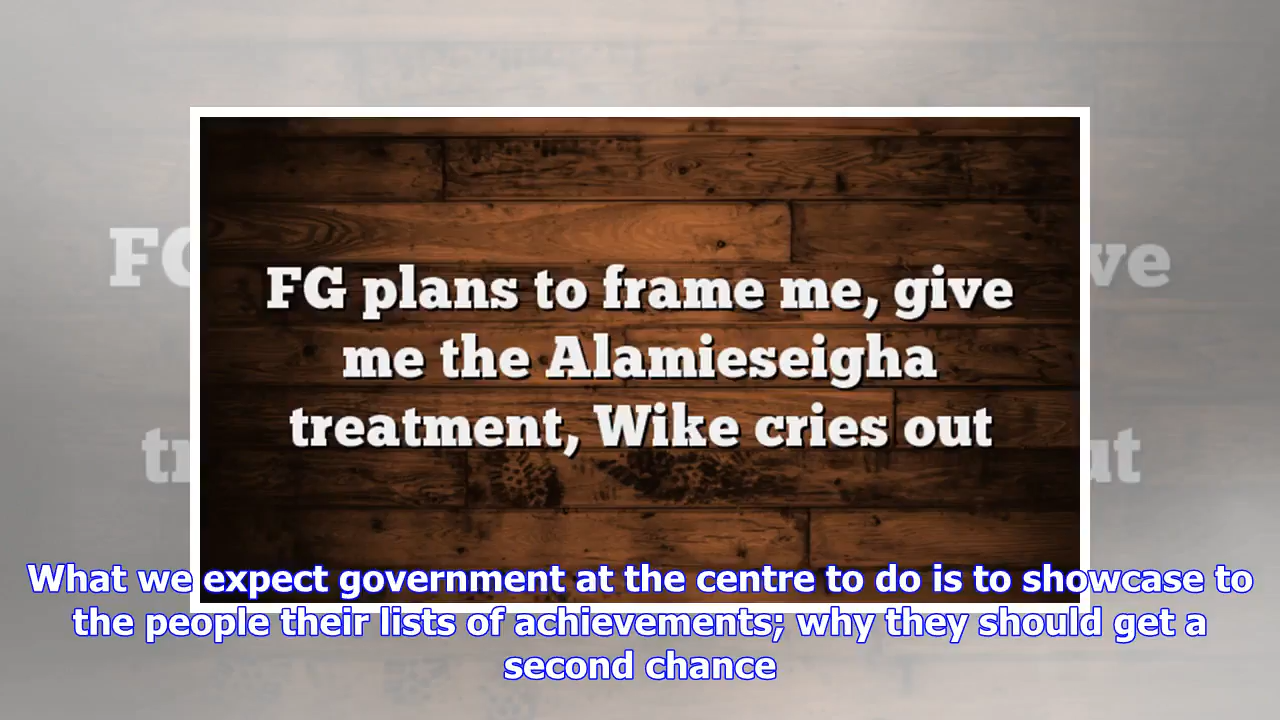 FG plans to frame me, give
me the Alamieseigha
treatment, Wike cries out
What we expect government at the centre to do is to showcase to
the people their lists of achievements; why they should get a
second chance